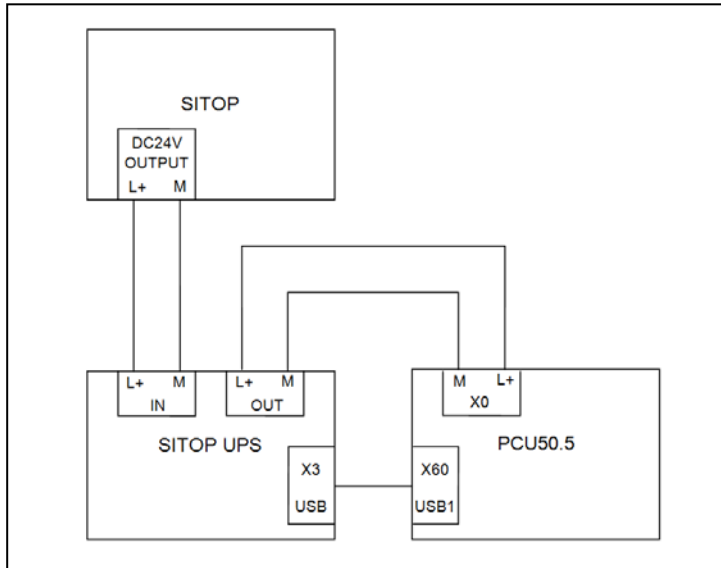 SITOP
DC24V
OUTPUT
L+ M
L+ M
IN
L+ M
OUT
M L+
X0
SITOP UPS
PCU50.5
X3
USB
X60
USB1